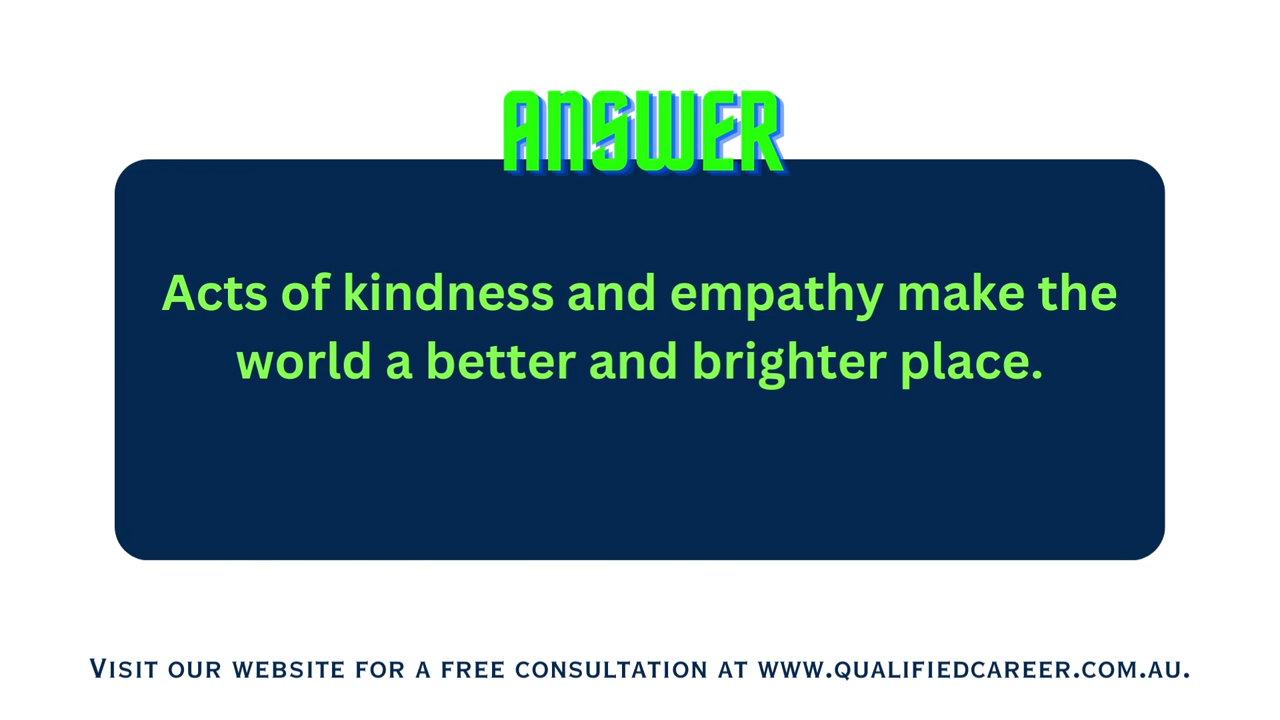 ANSWER
Acts of kindness and empathy make the
world a better and brighter place.
Visit our website for a free consultation at www.qualifiedcareer.com.au.